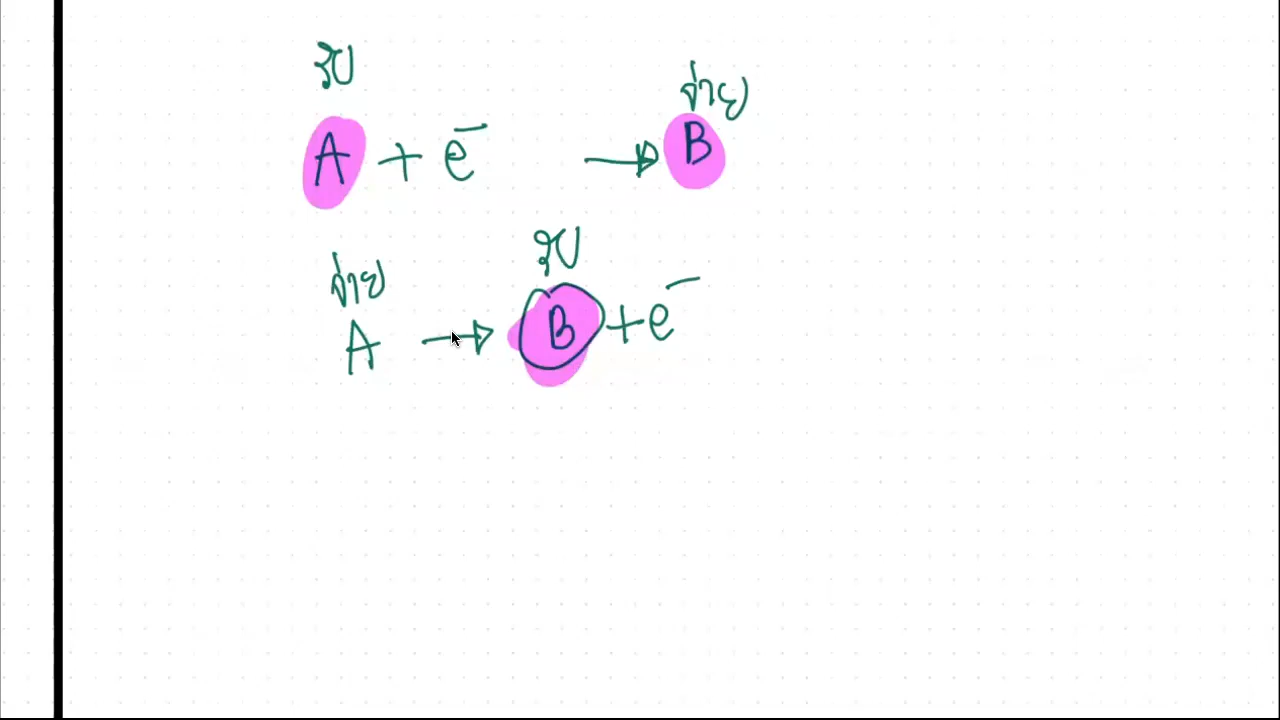 รับ
จ่าย
A + e⁻ → B
รับ
จ่าย
A → B + e⁻